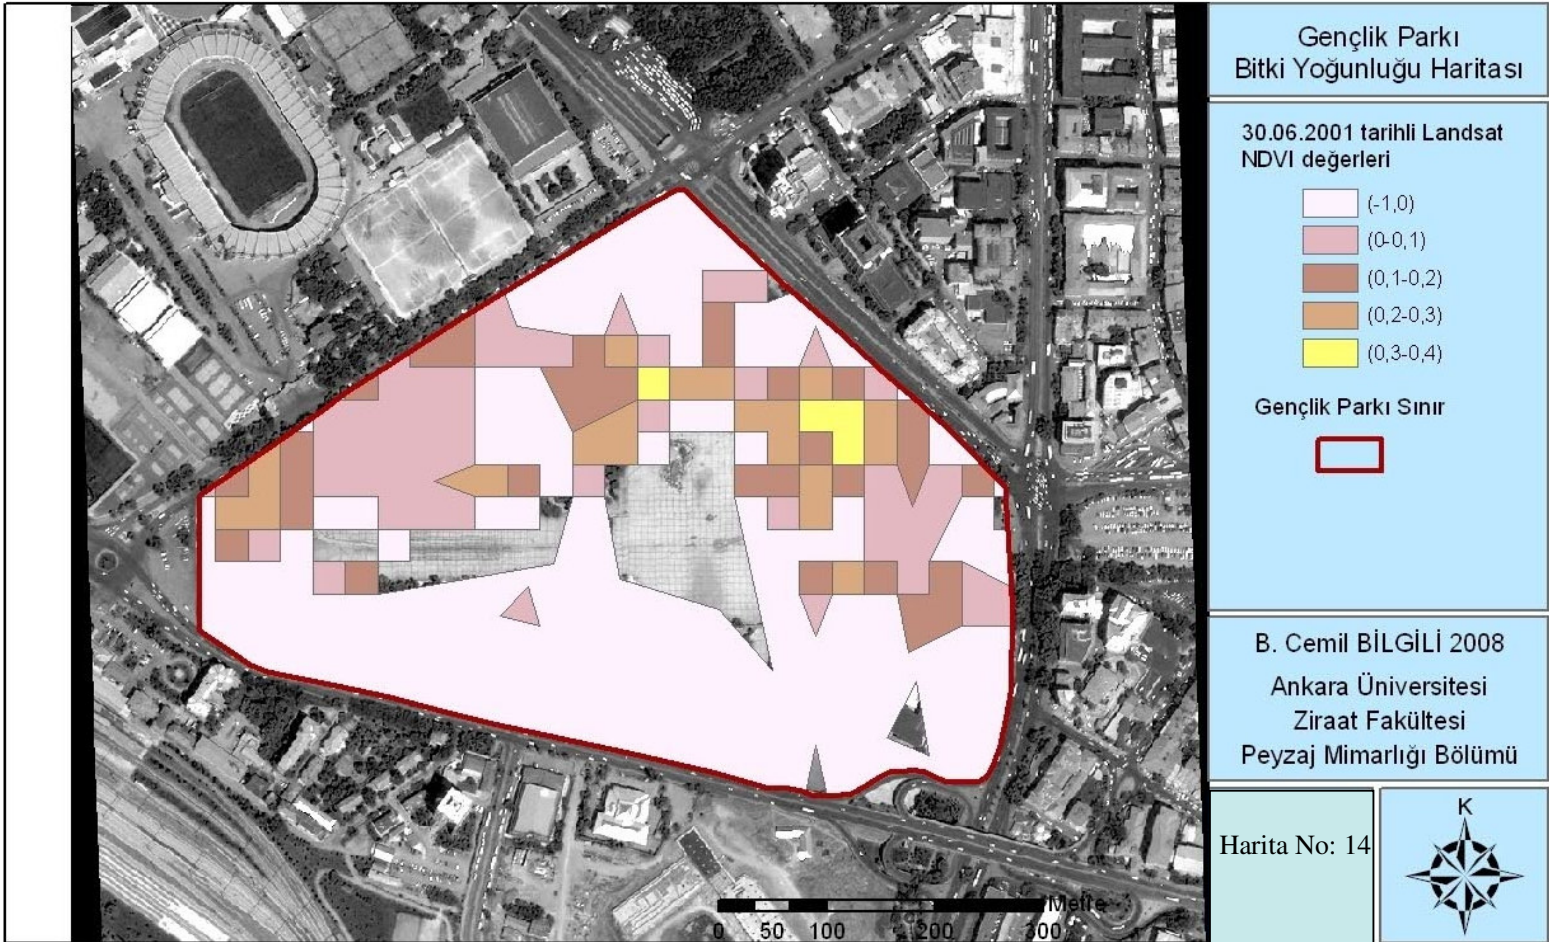 Gençlik Parkı
Bitki Yoğunluğu Haritası
30.06.2001 tarihli Landsat
NDVI değerleri
(-1,0)
(0-0,1)
(0,1-0,2)
(0,2-0,3)
(0,3-0,4)
Gençlik Parkı Sınır
B. Cemil BİLGİLİ 2008
Ankara Üniversitesi
Ziraat Fakültesi
Peyzaj Mimarlığı Bölümü
Harita No: 14
K
Metre
0 50 100 200 300